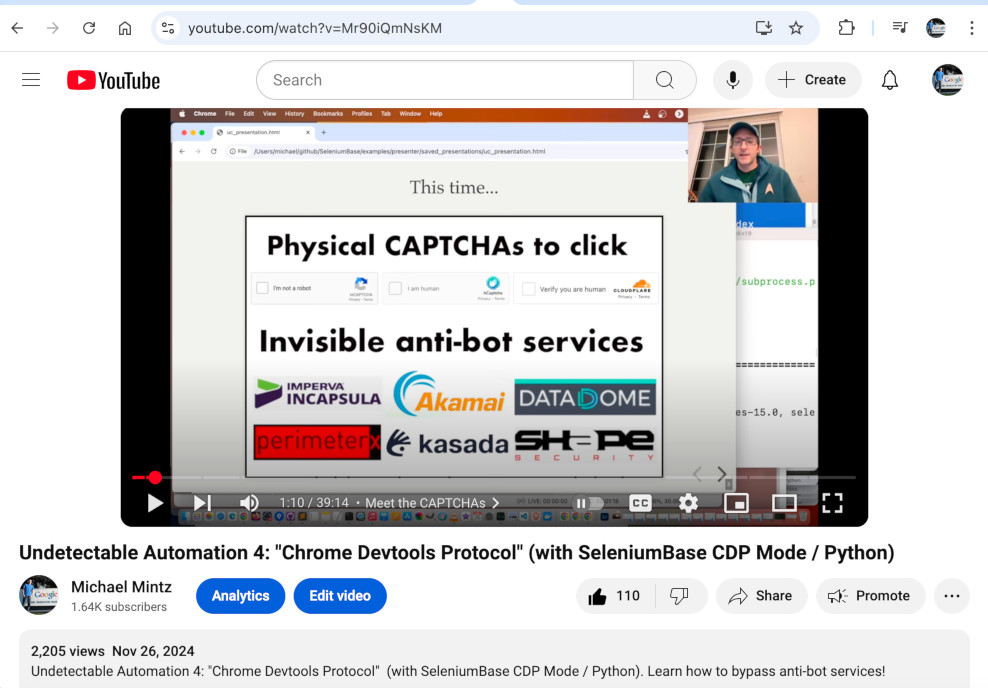 youtube.com/watch?v=Mr90iQmNsKM
YouTube
Search
Create
Chrome File Edit View History Bookmarks Profiles Tab Window Help
uc_presentation.html
File /Users/michael/github/SeleniumBase/examples/presenter/saved_presentations/uc_presentation.html
This time...
Physical CAPTCHAs to click
I'm not a robot
reCAPTCHA
Privacy - Terms
I am human
hCaptcha
Privacy - Terms
Verify you are human
CLOUDFLARE
Privacy - Terms
Invisible anti-bot services
IMPERVA INCAPSULA
Akamai
DATADOME
perimeterx
kasada
SHAPE SECURITY
dex
/subprocess.p
==============
es-15.0, sele
1:10 / 39:14 • Meet the CAPTCHAs
CC
Undetectable Automation 4: "Chrome Devtools Protocol" (with SeleniumBase CDP Mode / Python)
Google
Michael Mintz
1.64K subscribers
Analytics
Edit video
110
Share
Promote
2,205 views Nov 26, 2024
Undetectable Automation 4: "Chrome Devtools Protocol" (with SeleniumBase CDP Mode / Python). Learn how to bypass anti-bot services!